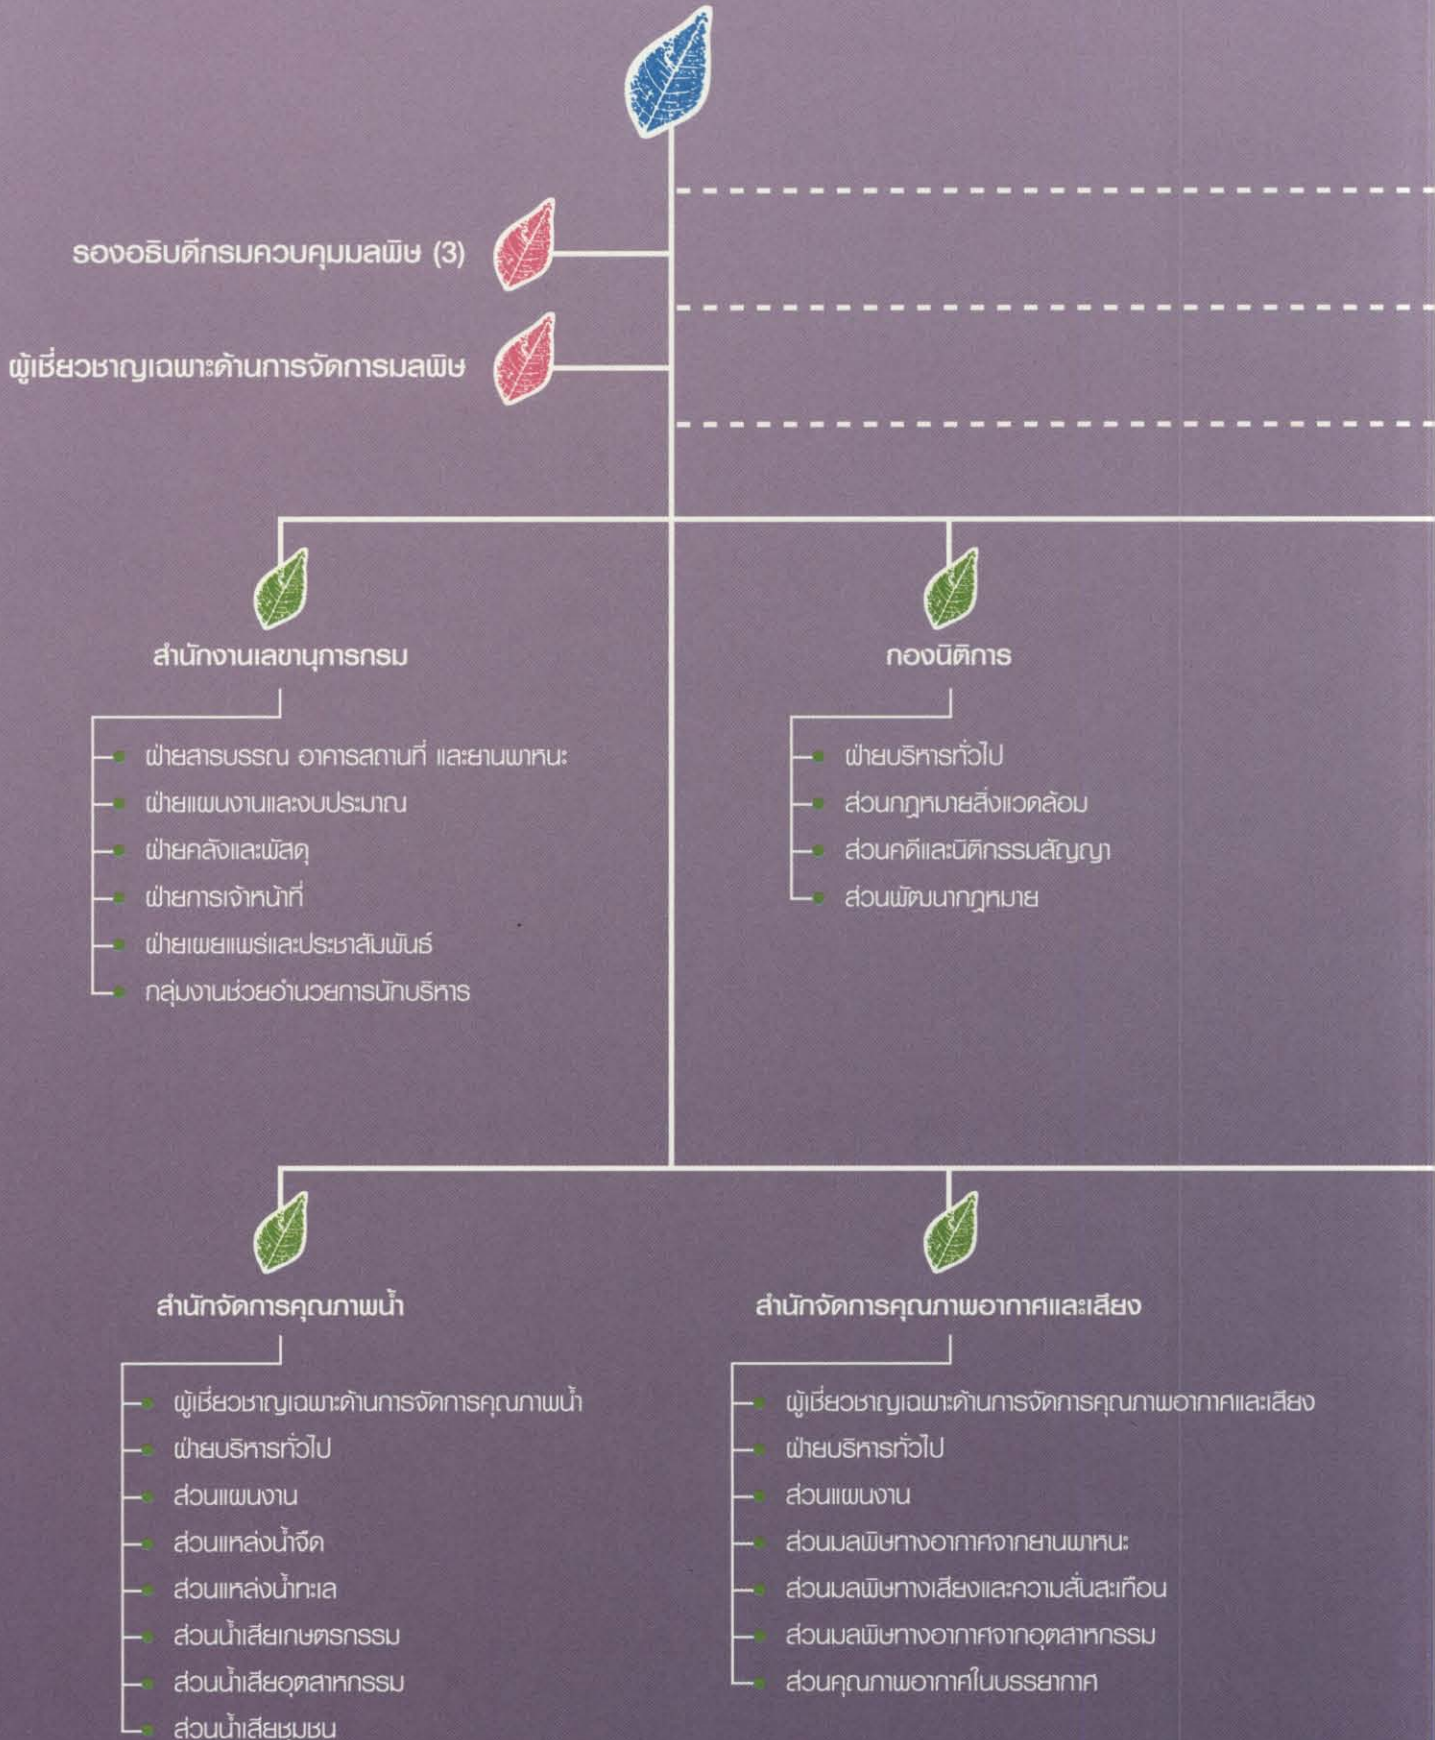 รองอธิบดีกรมควบคุมมลพิษ (3)
ผู้เชี่ยวชาญเฉพาะด้านการจัดการมลพิษ
สำนักงานเลขานุการกรม
ฝ่ายสารบรรณ อาคารสถานที่ และยานพาหนะ
ฝ่ายแผนงานและงบประมาณ
ฝ่ายคลังและพัสดุ
ฝ่ายการเจ้าหน้าที่
ฝ่ายเผยแพร่และประชาสัมพันธ์
กลุ่มงานช่วยอำนวยการนักบริหาร
กองนิติการ
ฝ่ายบริหารทั่วไป
ส่วนกฎหมายสิ่งแวดล้อม
ส่วนคดีและนิติกรรมสัญญา
ส่วนพัฒนากฎหมาย
สำนักจัดการคุณภาพน้ำ
ผู้เชี่ยวชาญเฉพาะด้านการจัดการคุณภาพน้ำ
ฝ่ายบริหารทั่วไป
ส่วนแผนงาน
ส่วนแหล่งน้ำจืด
ส่วนแหล่งน้ำทะเล
ส่วนน้ำเสียเกษตรกรรม
ส่วนน้ำเสียอุตสาหกรรม
ส่วนน้ำเสียชุมชน
สำนักจัดการคุณภาพอากาศและเสียง
ผู้เชี่ยวชาญเฉพาะด้านการจัดการคุณภาพอากาศและเสียง
ฝ่ายบริหารทั่วไป
ส่วนแผนงาน
ส่วนมลพิษทางอากาศจากยานพาหนะ
ส่วนมลพิษทางเสียงและความสั่นสะเทือน
ส่วนมลพิษทางอากาศจากอุตสาหกรรม
ส่วนคุณภาพอากาศในบรรยากาศ